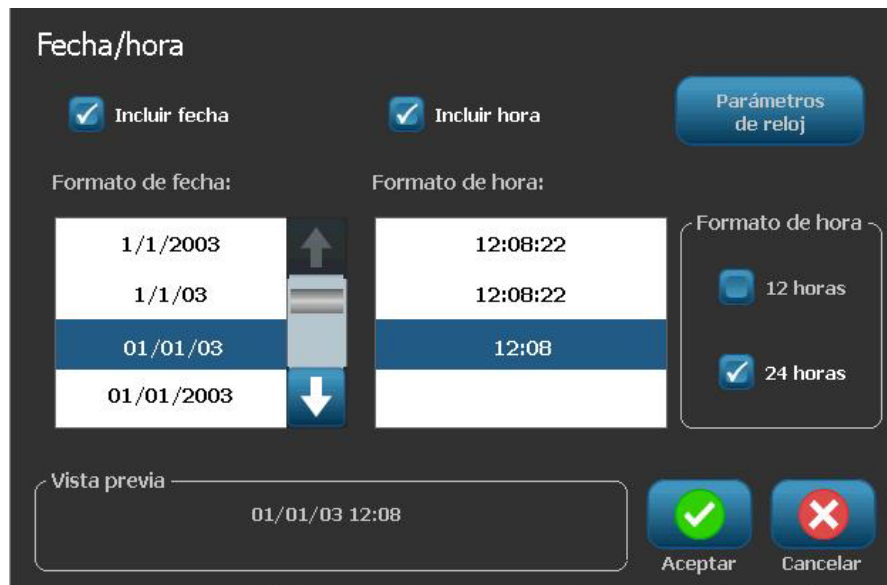 Fecha/hora
Incluir fecha
Incluir hora
Parámetros
de reloj
Formato de fecha:
1/1/2003
1/1/03
01/01/03
01/01/2003
Formato de hora:
12:08:22
12:08:22
12:08
Formato de hora
12 horas
24 horas
Vista previa
01/01/03 12:08
Aceptar
Cancelar